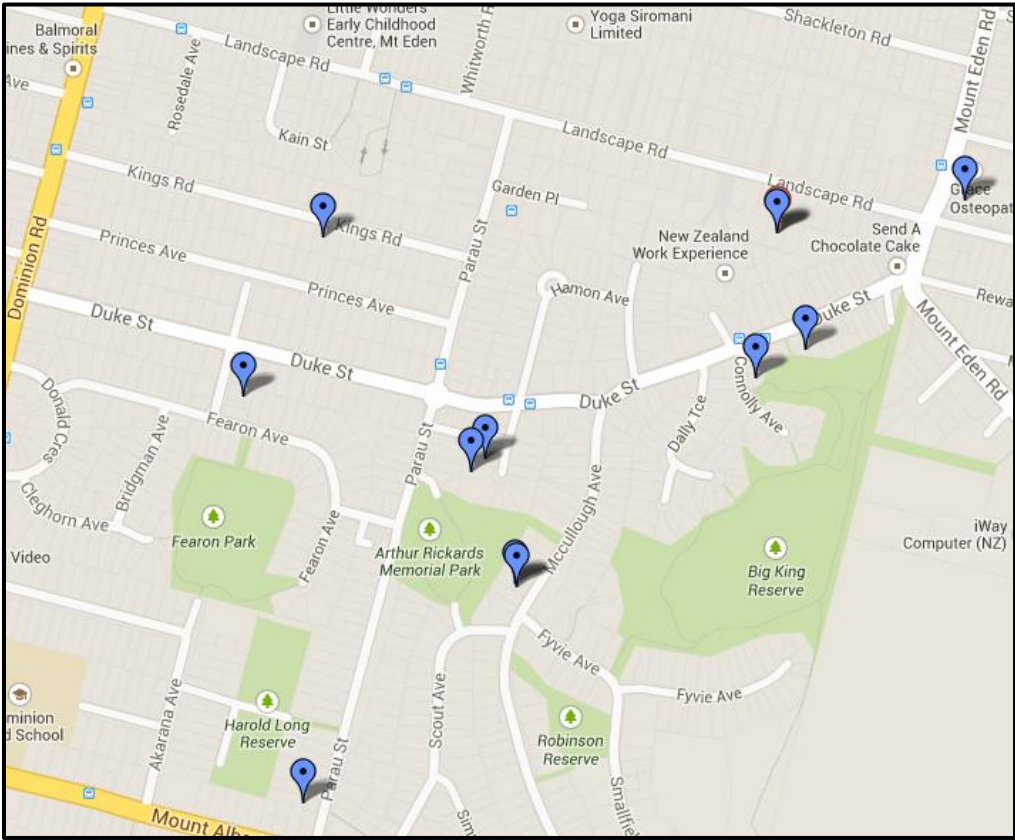 Little Wonders
Early Childhood
Centre, Mt Eden
Yoga Siromani
Limited
Shackleton Rd
Mount Eden Rd
Balmoral
ines & Spirits
Landscape Rd
Whitworth R
Ave
Rosedale Ave
Kain St
Landscape Rd
Kings Rd
Garden Pl
Landscape Rd
Grace
Osteopat
Dominion Rd
Princes Ave
Kings Rd
Parau St
New Zealand
Work Experience
Send A
Chocolate Cake
Princes Ave
Hamon Ave
Duke St
Rewa
Duke St
Mount Eden Rd
Duke St
Duke St
Connolly Ave
Donald Cres
Bridgman Ave
Fearon Ave
Parau St
Dally Tce
Cleghorn Ave
Fearon Park
Fearon Ave
Arthur Rickards
Memorial Park
Mccullough Ave
Big King
Reserve
iWay
Computer (NZ)
Video
Fyvie Ave
Fyvie Ave
minion
d School
Akarana Ave
Harold Long
Reserve
Scout Ave
Robinson
Reserve
Parau St
Smallfie
Sim
Mount Alb